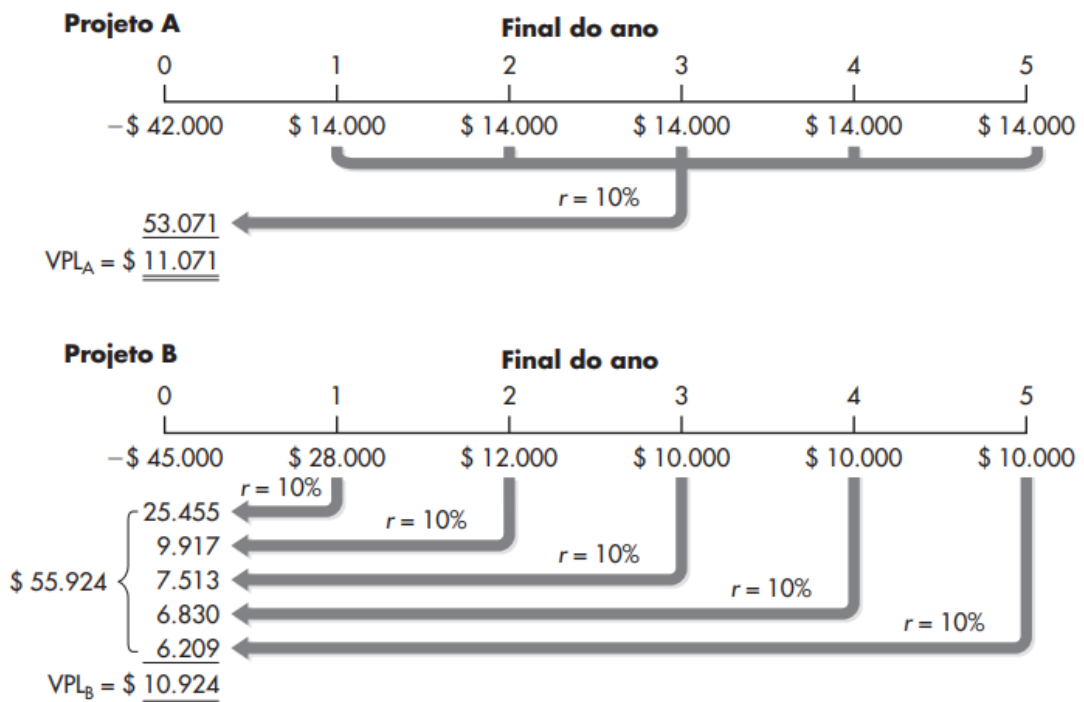 Projeto A
Final do ano
0 1 2 3 4 5
–$ 42.000 $ 14.000 $ 14.000 $ 14.000 $ 14.000 $ 14.000
r = 10%
53.071
VPLA = $ 11.071
Projeto B
Final do ano
0 1 2 3 4 5
–$ 45.000 $ 28.000 $ 12.000 $ 10.000 $ 10.000 $ 10.000
r = 10%
25.455
r = 10%
9.917
r = 10%
$ 55.924 7.513
r = 10%
6.830
r = 10%
6.209
VPLB = $ 10.924